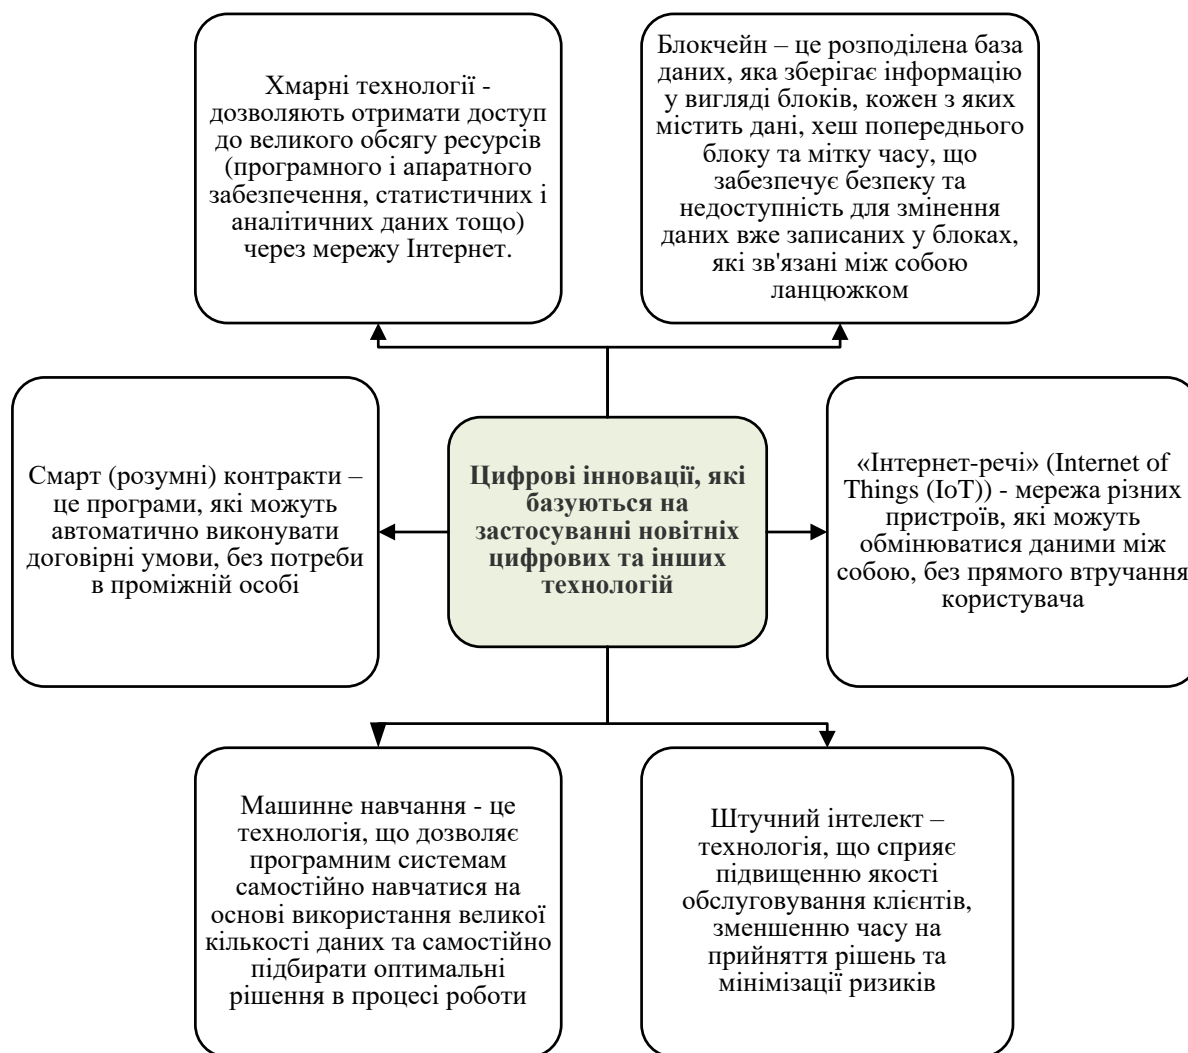 Хмарні технології -
дозволяють отримати доступ
до великого обсягу ресурсів
(програмного і апаратного
забезпечення, статистичних і
аналітичних даних тощо)
через мережу Інтернет.
Блокчейн – це розподілена база
даних, яка зберігає інформацію
у вигляді блоків, кожен з яких
містить дані, хеш попереднього
блоку та мітку часу, що
забезпечує безпеку та
недоступність для змінення
даних вже записаних у блоках,
які зв'язані між собою
ланцюжком
Смарт (розумні) контракти –
це програми, які можуть
автоматично виконувати
договірні умови, без потреби
в проміжній особі
Цифрові інновації, які
базуються на
застосуванні новітніх
цифрових та інших
технологій
«Інтернет-речі» (Internet of
Things (IoT)) - мережа різних
пристроїв, які можуть
обмінюватися даними між
собою, без прямого втручання
користувача
Машинне навчання - це
технологія, що дозволяє
програмним системам
самостійно навчатися на
основі використання великої
кількості даних та самостійно
підбирати оптимальні
рішення в процесі роботи
Штучний інтелект –
технологія, що сприяє
підвищенню якості
обслуговування клієнтів,
зменшенню часу на
прийняття рішень та
мінімізації ризиків